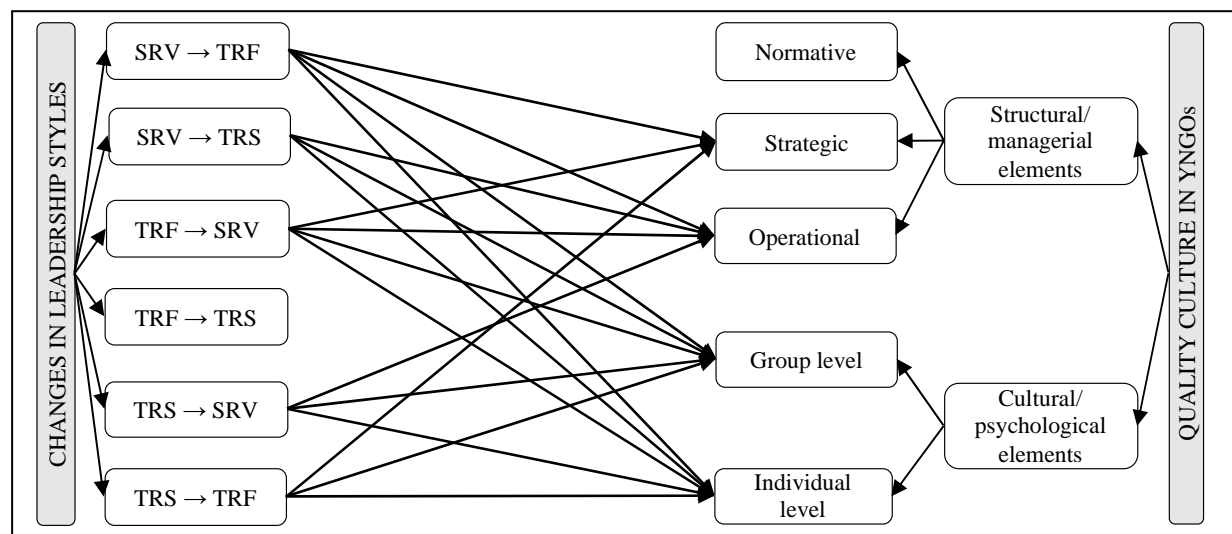 CHANGES IN LEADERSHIP STYLES
SRV → TRF
SRV → TRS
TRF → SRV
TRF → TRS
TRS → SRV
TRS → TRF
Normative
Strategic
Operational
Group level
Individual
level
Structural/
managerial
elements
Cultural/
psychological
elements
QUALITY CULTURE IN YNGOs